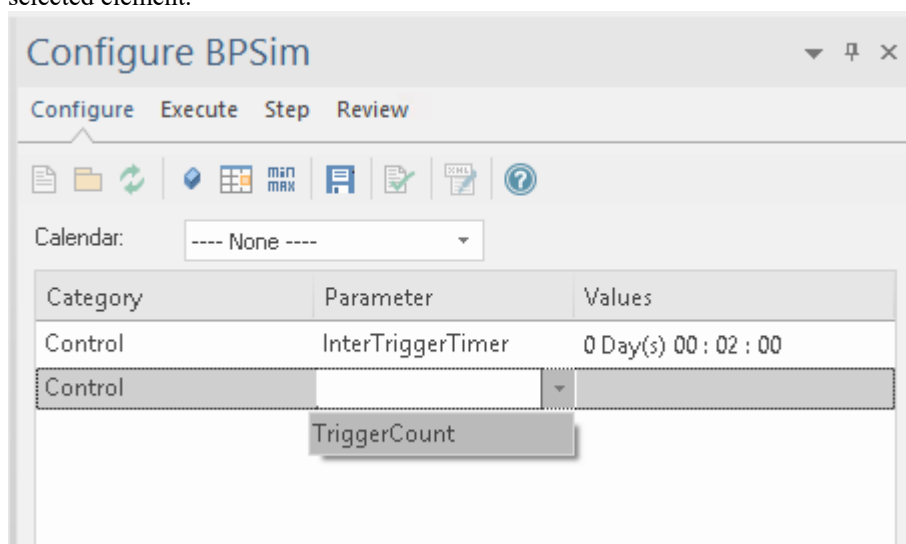 selected element.
Configure BPSim
Configure Execute Step Review
min
max
XML
?
Calendar: ---- None ----
Category Parameter Values
Control InterTriggerTimer 0 Day(s) 00 : 02 : 00
Control
TriggerCount